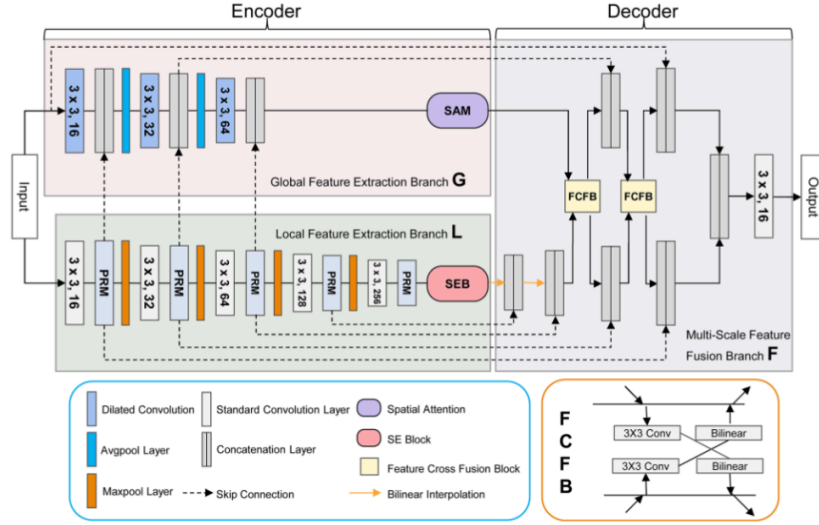 Encoder
Decoder
3 x 3, 16
3 x 3, 32
3 x 3, 64
SAM
Global Feature Extraction Branch G
Input
FCFB
FCFB
3 x 3, 16
Output
Local Feature Extraction Branch L
3 x 3, 16
PRM
3 x 3, 32
PRM
3 x 3, 64
PRM
3 x 3, 128
PRM
3 x 3, 256
PRM
SEB
Multi-Scale Feature
Fusion Branch F
Dilated Convolution
Standard Convolution Layer
Spatial Attention
Avgpool Layer
Concatenation Layer
SE Block
Feature Cross Fusion Block
Maxpool Layer
Skip Connection
Bilinear Interpolation
F
C
F
B
3X3 Conv
Bilinear
3X3 Conv
Bilinear